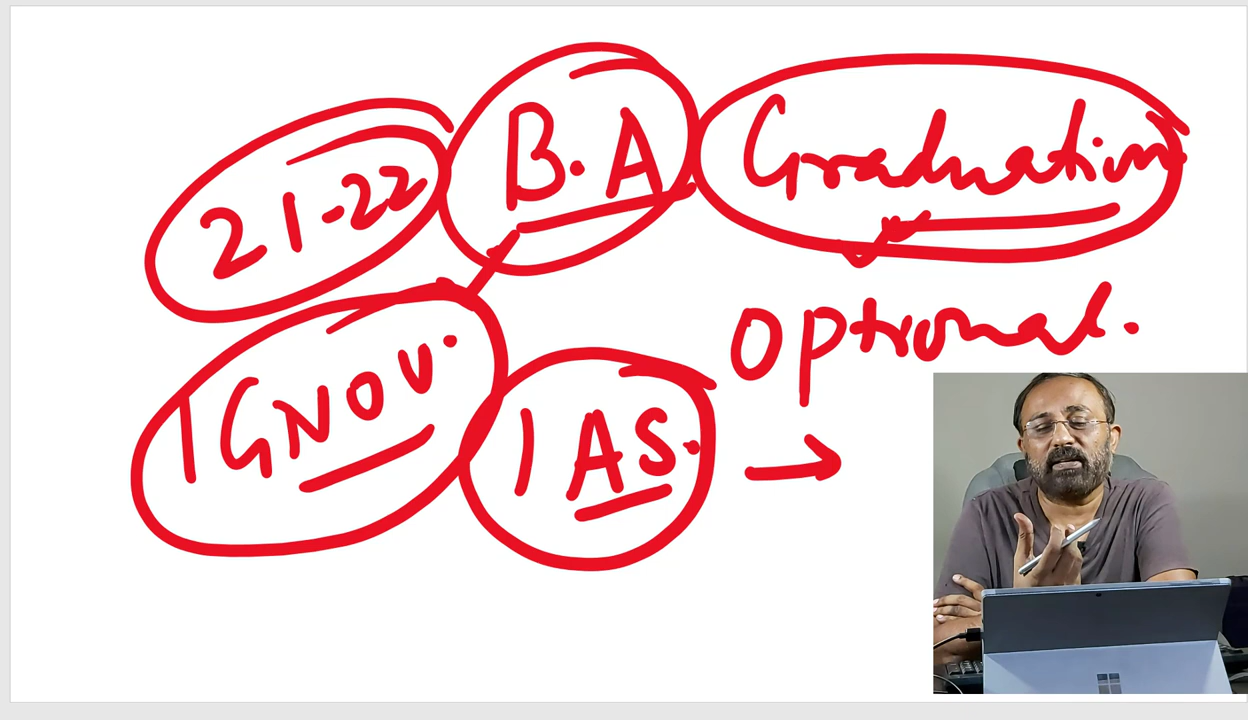 21-22 B.A Graduation
Optional.
IGNOU. IAS. →